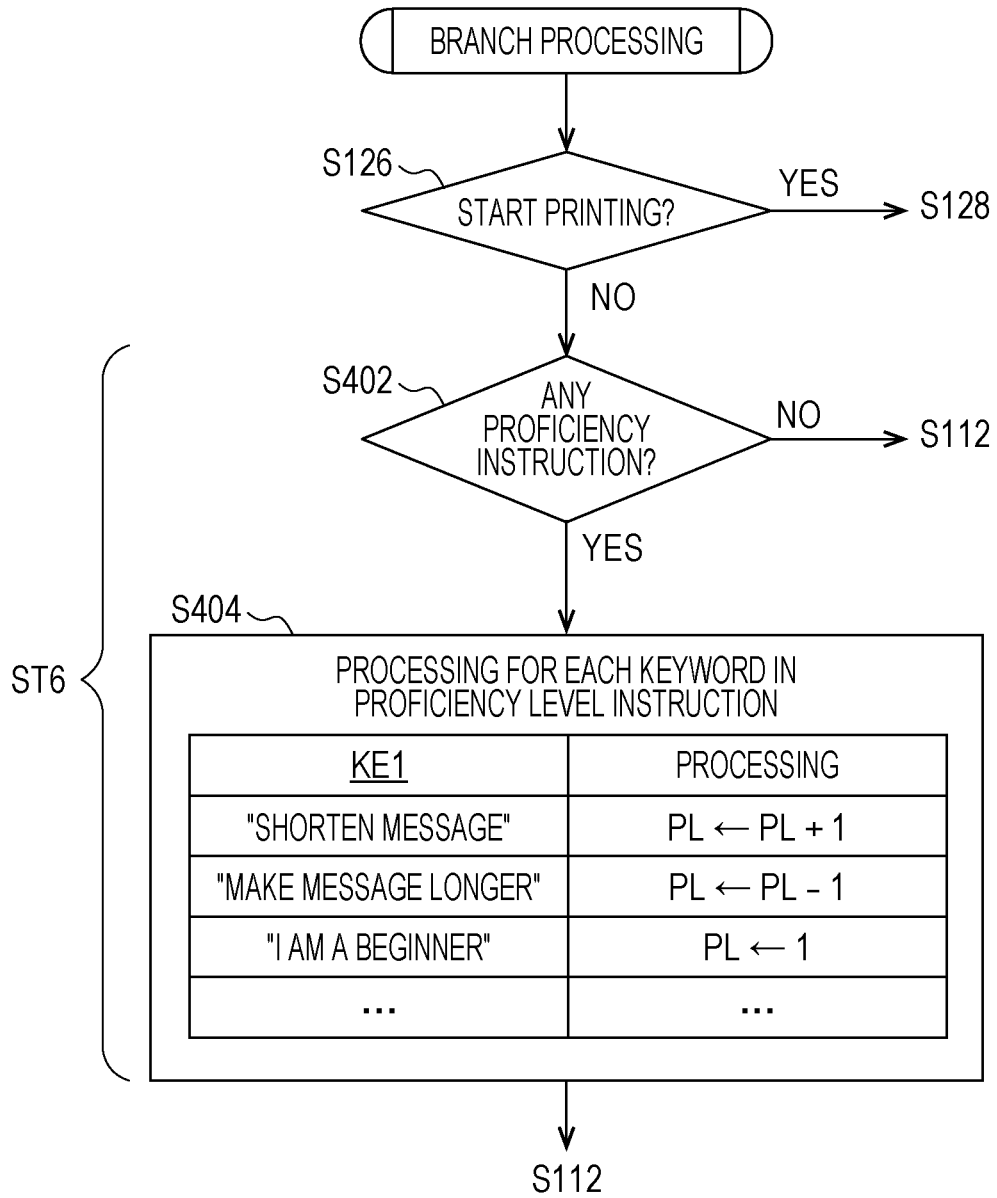 BRANCH PROCESSING
S126
START PRINTING?
YES
S128
NO
S402
ANY
PROFICIENCY
INSTRUCTION?
NO
S112
YES
ST6
S404
PROCESSING FOR EACH KEYWORD IN
PROFICIENCY LEVEL INSTRUCTION
KE1 PROCESSING
"SHORTEN MESSAGE" PL ← PL + 1
"MAKE MESSAGE LONGER" PL ← PL − 1
"I AM A BEGINNER" PL ← 1
... ...
S112